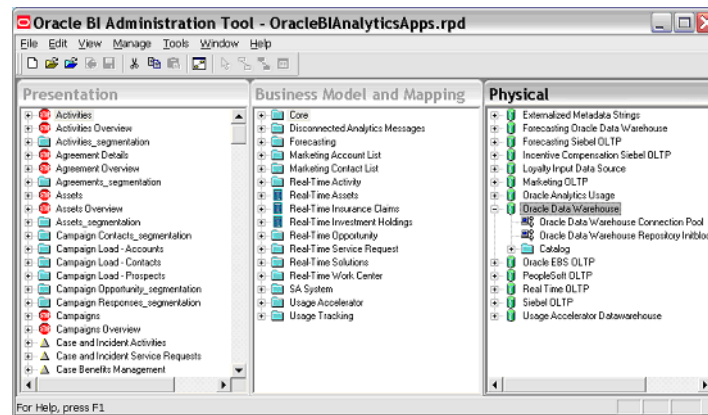 Oracle BI Administration Tool - OracleBIAnalyticsApps.rpd
File Edit View Manage Tools Window Help
Presentation
Activities
Activities Overview
Activities_segmentation
Agreement Details
Agreement Overview
Agreements_segmentation
Assets
Assets Overview
Assets_segmentation
Campaign Contacts_segmentation
Campaign Load - Accounts
Campaign Load - Contacts
Campaign Load - Prospects
Campaign Opportunity_segmentation
Campaign Responses_segmentation
Campaigns
Campaigns Overview
Case and Incident Activities
Case and Incident Service Requests
Case Benefits Management
Business Model and Mapping
Core
Disconnected Analytics Messages
Forecasting
Marketing Account List
Marketing Contact List
Real-Time Activity
Real-Time Assets
Real-Time Insurance Claims
Real-Time Investment Holdings
Real-Time Opportunity
Real-Time Service Request
Real-Time Solutions
Real-Time Work Center
SA System
Usage Accelerator
Usage Tracking
Physical
Externalized Metadata Strings
Forecasting Oracle Data Warehouse
Forecasting Siebel OLTP
Incentive Compensation Siebel OLTP
Loyalty Input Data Source
Marketing OLTP
Oracle Analytics Usage
Oracle Data Warehouse
Oracle Data Warehouse Connection Pool
Oracle Data Warehouse Repository Initbloc
Catalog
Oracle EBS OLTP
PeopleSoft OLTP
Real Time OLTP
Siebel OLTP
Usage Accelerator Datawarehouse
For Help, press F1